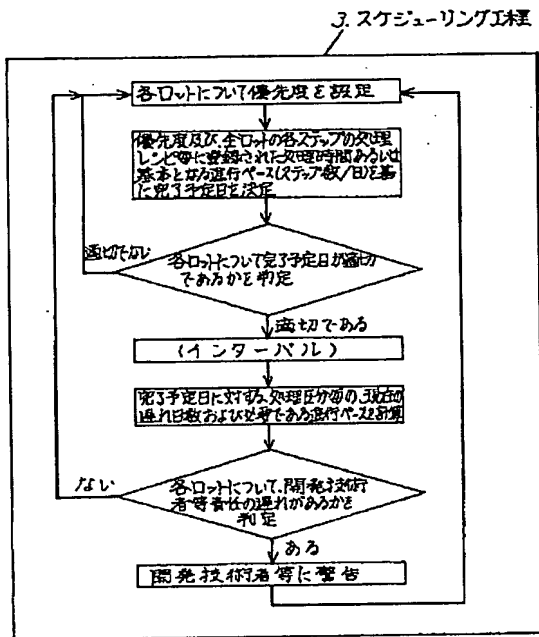 3. スケジューリング工程
各ロットについて優先度を設定
優先度及び、全ロットの各ステップの処理
レシピ毎に登録された処理時間あるいは
基本となる進行ペース(ステップ数/日)を基
に完了予定日を決定
適切でない
各ロットについて完了予定日が適切
であるかを判定
適切である
(インターバル)
完了予定日に対する、処理区分毎の、現在の
遅れ日数および必要である進行ペースを計算
ない
各ロットについて、開発技術
者等責任の遅れがあるかを
判定
ある
開発技術者等に警告